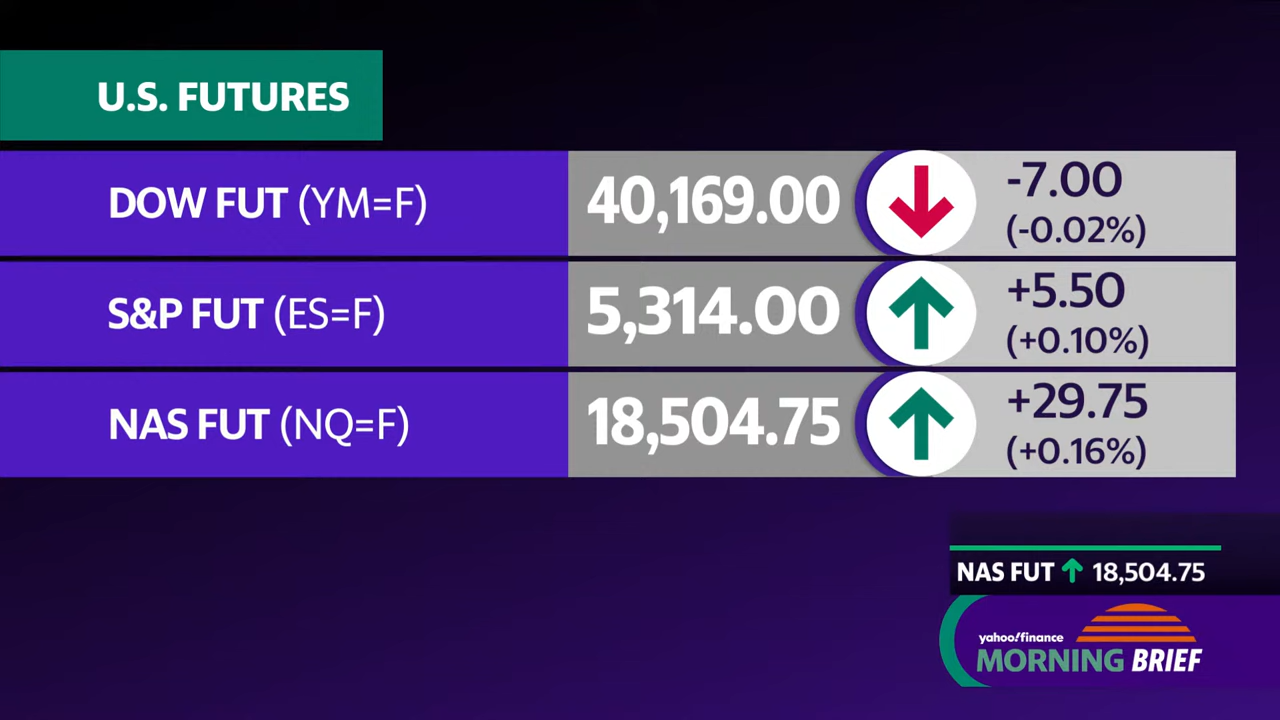 U.S. FUTURES
DOW FUT (YM=F) 40,169.00 -7.00 (-0.02%)
S&P FUT (ES=F) 5,314.00 +5.50 (+0.10%)
NAS FUT (NQ=F) 18,504.75 +29.75 (+0.16%)
NAS FUT 18,504.75
yahoo!finance
MORNING BRIEF